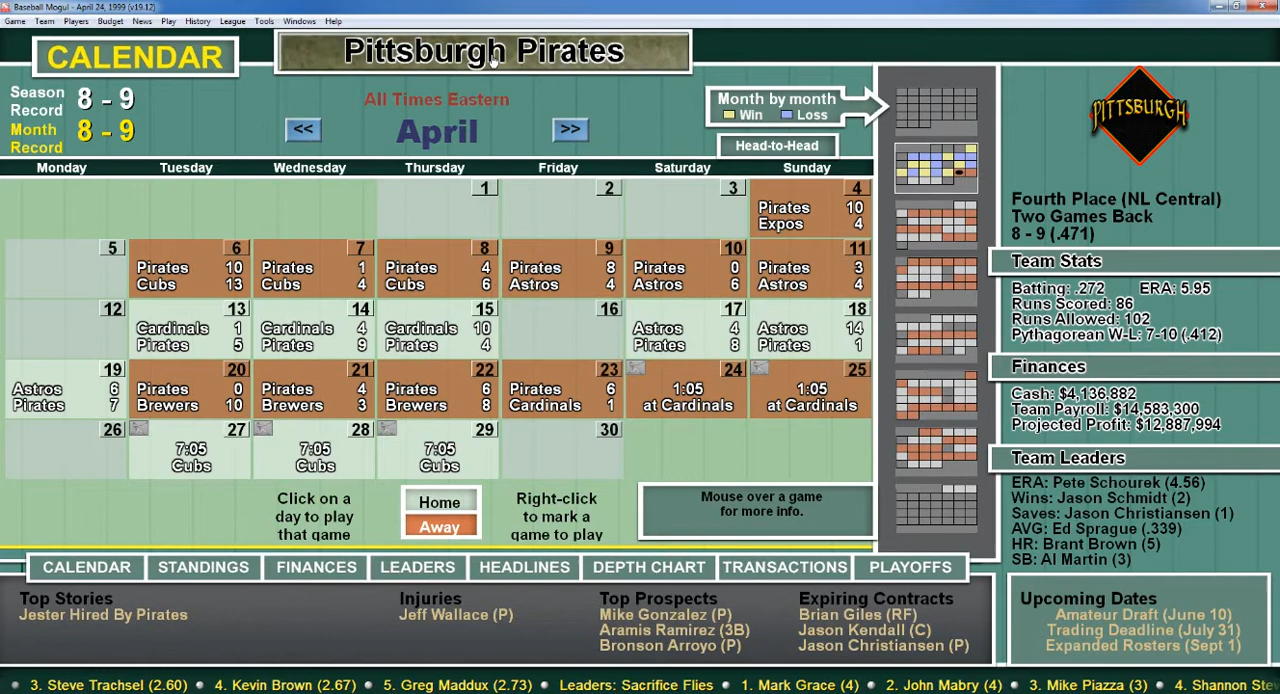 Baseball Mogul - April 24, 1999 (v19.12)
Game Team Players Budget News Play History League Tools Windows Help
CALENDAR
Pittsburgh Pirates
Season Record 8 - 9
Month Record 8 - 9
All Times Eastern
<< April >>
Month by month
Win Loss
Head-to-Head
Monday Tuesday Wednesday Thursday Friday Saturday Sunday
1 2 3 4
Pirates 10
Expos 4
5 6 7 8 9 10 11
Pirates 10 Pirates 1 Pirates 4 Pirates 8 Pirates 0 Pirates 3
Cubs 13 Cubs 4 Cubs 6 Astros 4 Astros 6 Astros 4
12 13 14 15 16 17 18
Cardinals 1 Cardinals 4 Cardinals 10 Astros 4 Astros 14
Pirates 5 Pirates 9 Pirates 4 Pirates 8 Pirates 1
19 20 21 22 23 24 25
Astros 6 Pirates 0 Pirates 4 Pirates 6 Pirates 6 1:05 1:05
Pirates 7 Brewers 10 Brewers 3 Brewers 8 Cardinals 1 at Cardinals at Cardinals
26 27 28 29 30
7:05 7:05 7:05
Cubs Cubs Cubs
Click on a
day to play
that game
Home
Away
Right-click
to mark a
game to play
Mouse over a game
for more info.
PITTSBURGH
Fourth Place (NL Central)
Two Games Back
8 - 9 (.471)
Team Stats
Batting: .272 ERA: 5.95
Runs Scored: 86
Runs Allowed: 102
Pythagorean W-L: 7-10 (.412)
Finances
Cash: $4,136,882
Team Payroll: $14,583,300
Projected Profit: $12,887,994
Team Leaders
ERA: Pete Schourek (4.56)
Wins: Jason Schmidt (2)
Saves: Jason Christiansen (1)
AVG: Ed Sprague (.339)
HR: Brant Brown (5)
SB: Al Martin (3)
CALENDAR STANDINGS FINANCES LEADERS HEADLINES DEPTH CHART TRANSACTIONS PLAYOFFS
Top Stories
Jester Hired By Pirates
Injuries
Jeff Wallace (P)
Top Prospects
Mike Gonzalez (P)
Aramis Ramirez (3B)
Bronson Arroyo (P)
Expiring Contracts
Brian Giles (RF)
Jason Kendall (C)
Jason Christiansen (P)
Upcoming Dates
Amateur Draft (June 10)
Trading Deadline (July 31)
Expanded Rosters (Sept 1)
3. Steve Trachsel (2.60) 4. Kevin Brown (2.67) 5. Greg Maddux (2.73) Leaders: Sacrifice Flies 1. Mark Grace (4) 2. John Mabry (4) 3. Mike Piazza (3) 4. Shannon Ste